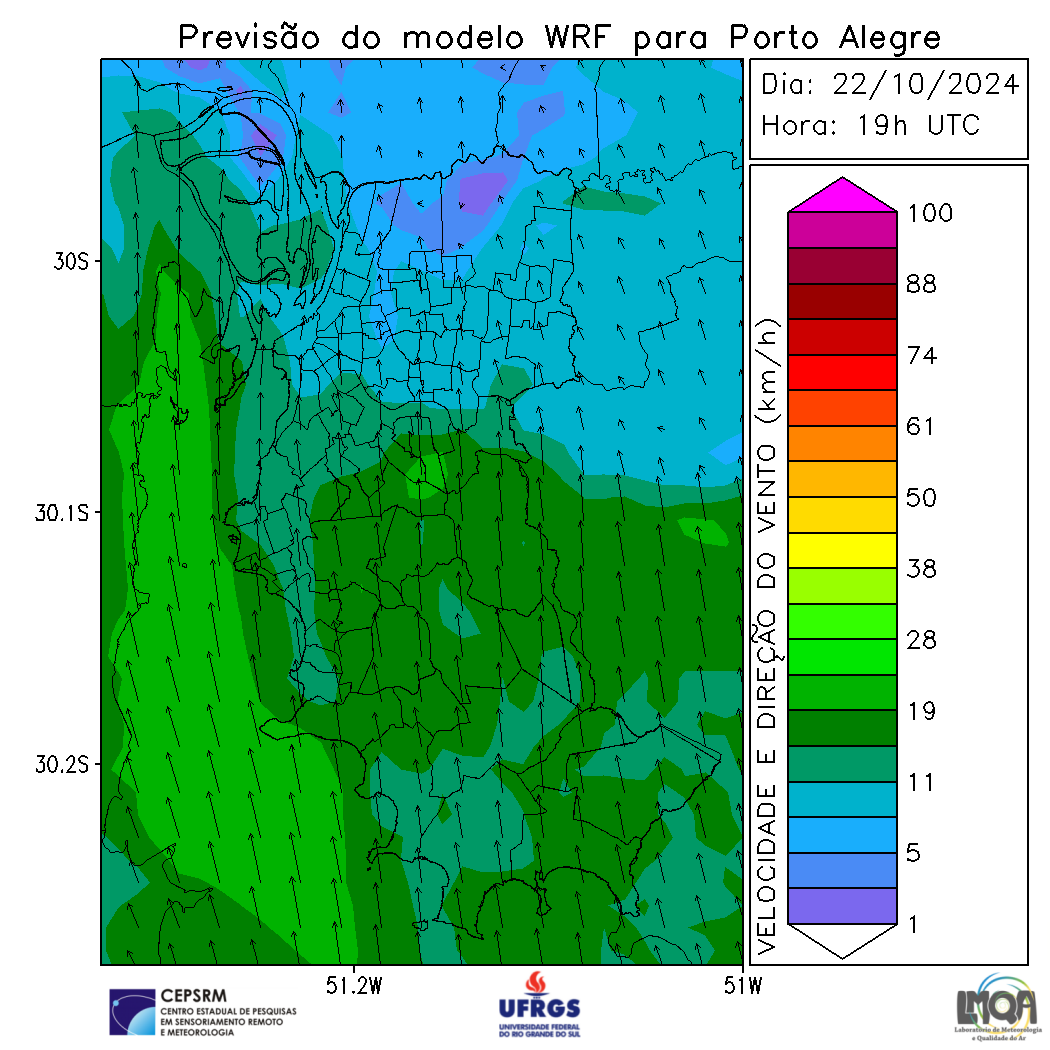 Previsão do modelo WRF para Porto Alegre
Dia: 22/10/2024
Hora: 19h UTC
30S
30.1S
30.2S
51.2W
51W
VELOCIDADE E DIREÇÃO DO VENTO (km/h)
100
88
74
61
50
38
28
19
11
5
1
CEPSRM
CENTRO ESTADUAL DE PESQUISAS
EM SENSORIAMENTO REMOTO
E METEOROLOGIA
UFRGS
UNIVERSIDADE FEDERAL
DO RIO GRANDE DO SUL
LMQA
Laboratório de Meteorologia
e Qualidade do Ar